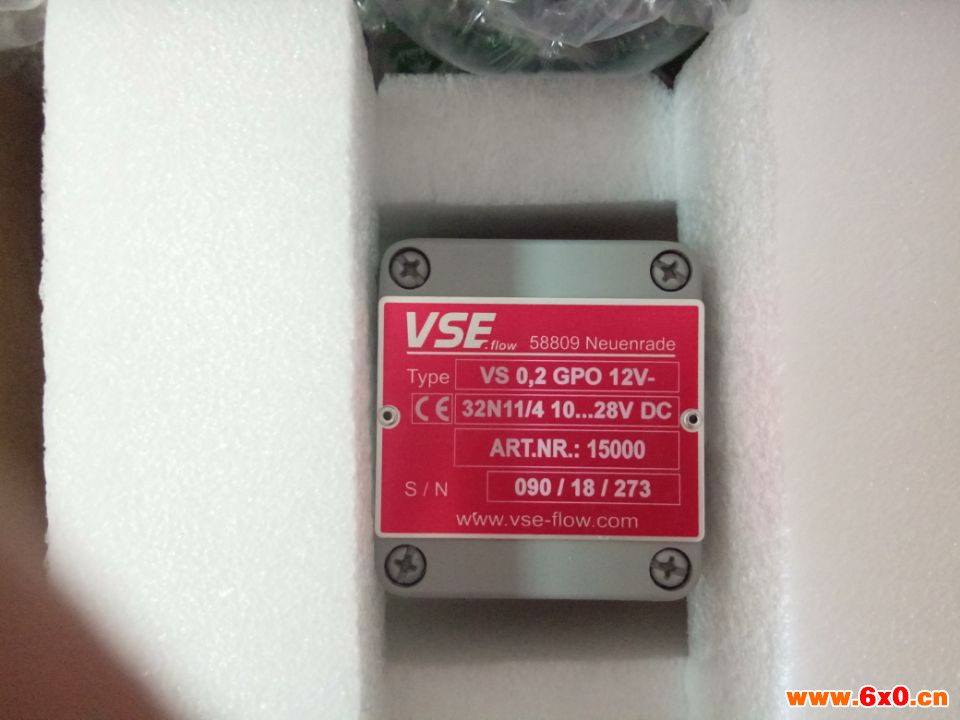 VSE.flow 58809 Neuenrade
Type VS 0,2 GPO 12V-
CE 32N11/4 10...28V DC
ART.NR.: 15000
S / N 090 / 18 / 273
www.vse-flow.com
www.6x0.cn